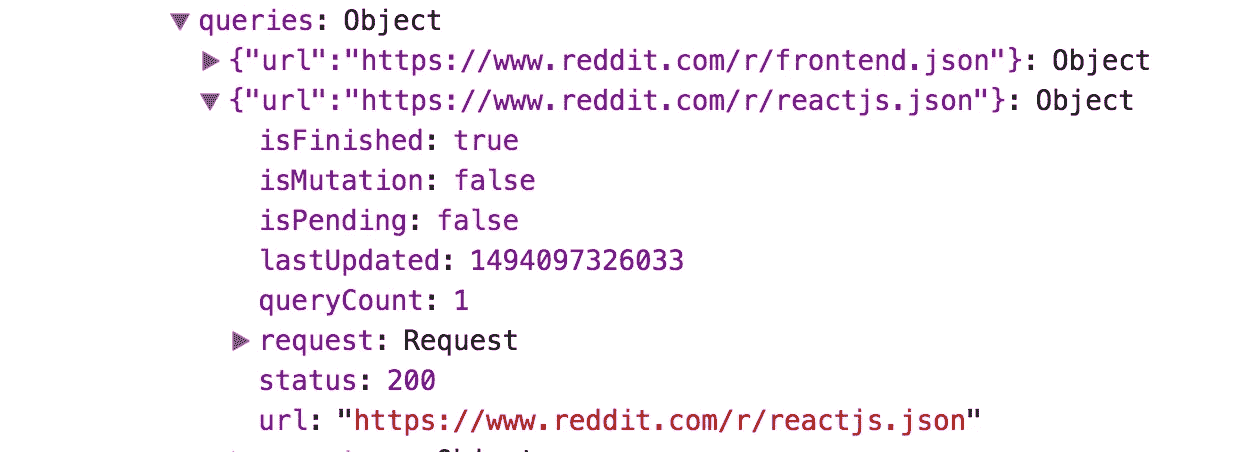 queries: Object
{"url":"https://www.reddit.com/r/frontend.json"}: Object
{"url":"https://www.reddit.com/r/reactjs.json"}: Object
isFinished: true
isMutation: false
isPending: false
lastUpdated: 1494097326033
queryCount: 1
request: Request
status: 200
url: "https://www.reddit.com/r/reactjs.json"